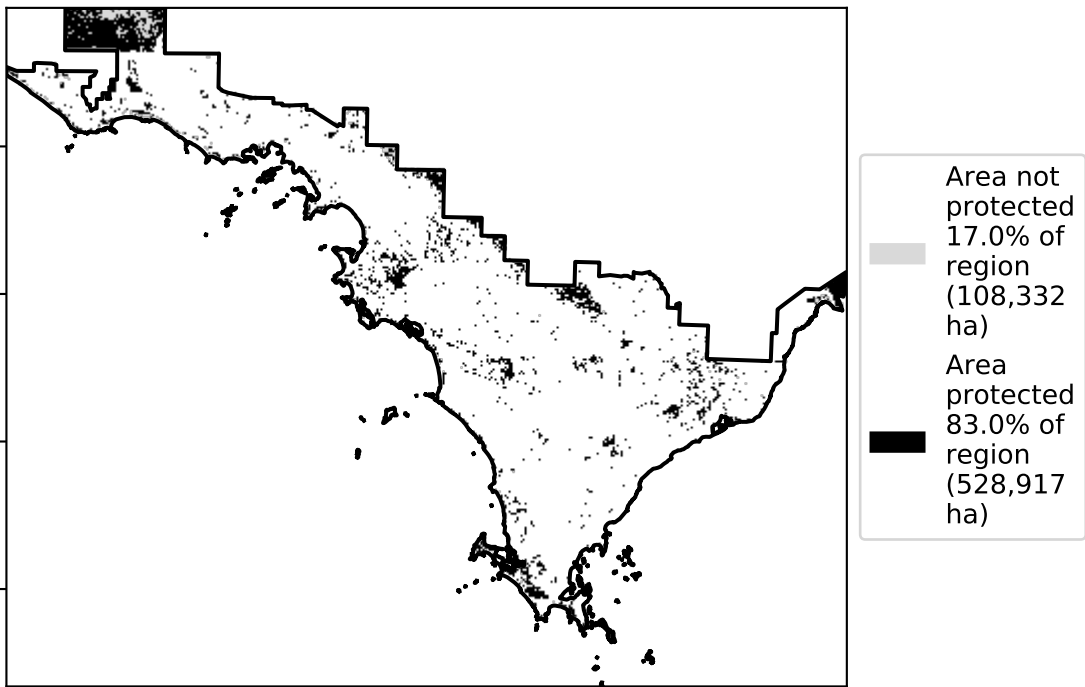 Area not
protected
17.0% of
region
(108,332
ha)
Area
protected
83.0% of
region
(528,917
ha)